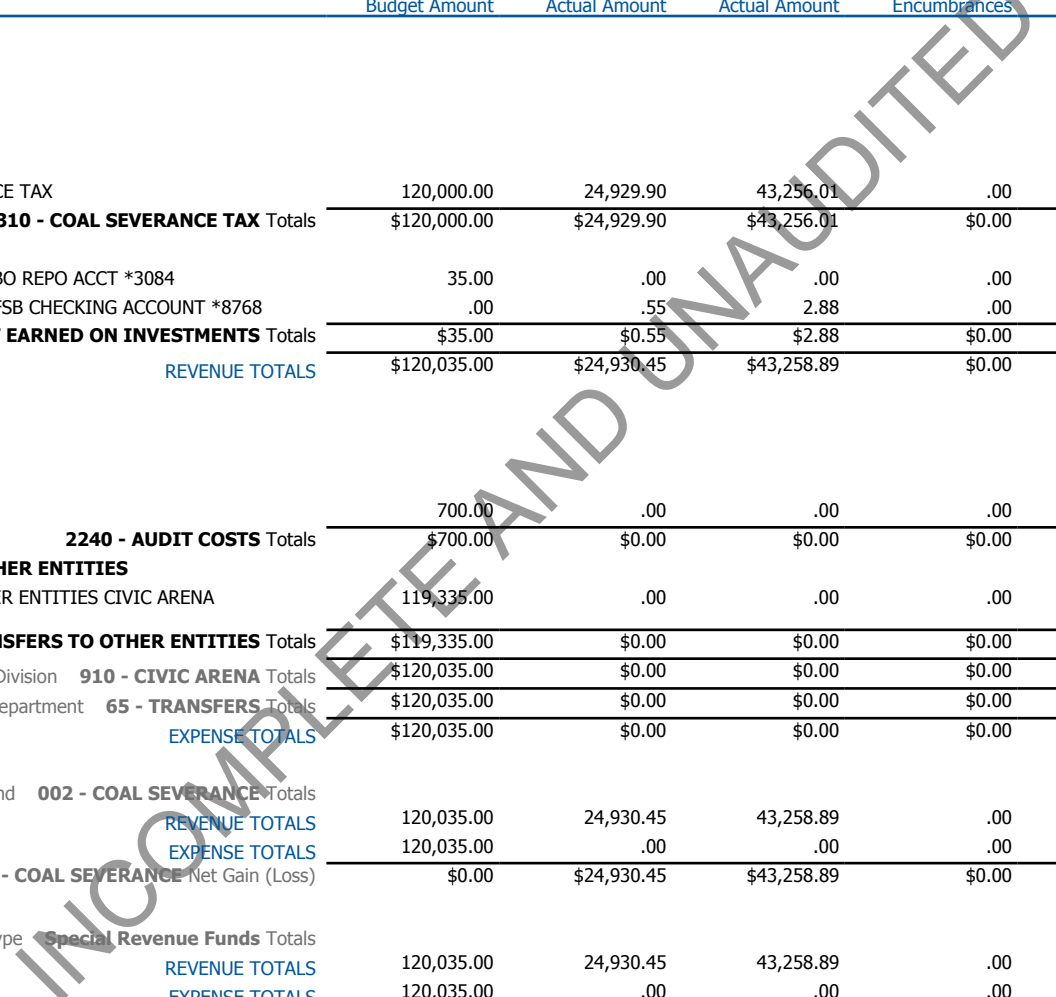 Budget Amount Actual Amount Actual Amount Encumbrances
CE TAX 120,000.00 24,929.90 43,256.01 .00
310 - COAL SEVERANCE TAX Totals $120,000.00 $24,929.90 $43,256.01 $0.00
BO REPO ACCT *3084 35.00 .00 .00 .00
FSB CHECKING ACCOUNT *8768 .00 .55 2.88 .00
EARNED ON INVESTMENTS Totals $35.00 $0.55 $2.88 $0.00
REVENUE TOTALS $120,035.00 $24,930.45 $43,258.89 $0.00
700.00 .00 .00 .00
2240 - AUDIT COSTS Totals $700.00 $0.00 $0.00 $0.00
HER ENTITIES
ER ENTITIES CIVIC ARENA 119,335.00 .00 .00 .00
NSFERS TO OTHER ENTITIES Totals $119,335.00 $0.00 $0.00 $0.00
Division 910 - CIVIC ARENA Totals $120,035.00 $0.00 $0.00 $0.00
epartment 65 - TRANSFERS Totals $120,035.00 $0.00 $0.00 $0.00
EXPENSE TOTALS $120,035.00 $0.00 $0.00 $0.00
nd 002 - COAL SEVERANCE Totals
REVENUE TOTALS 120,035.00 24,930.45 43,258.89 .00
EXPENSE TOTALS 120,035.00 .00 .00 .00
- COAL SEVERANCE Net Gain (Loss) $0.00 $24,930.45 $43,258.89 $0.00
ype Special Revenue Funds Totals
REVENUE TOTALS 120,035.00 24,930.45 43,258.89 .00
EXPENSE TOTALS 120,035.00 .00 .00 .00
INCOMPLETE AND UNAUDITED